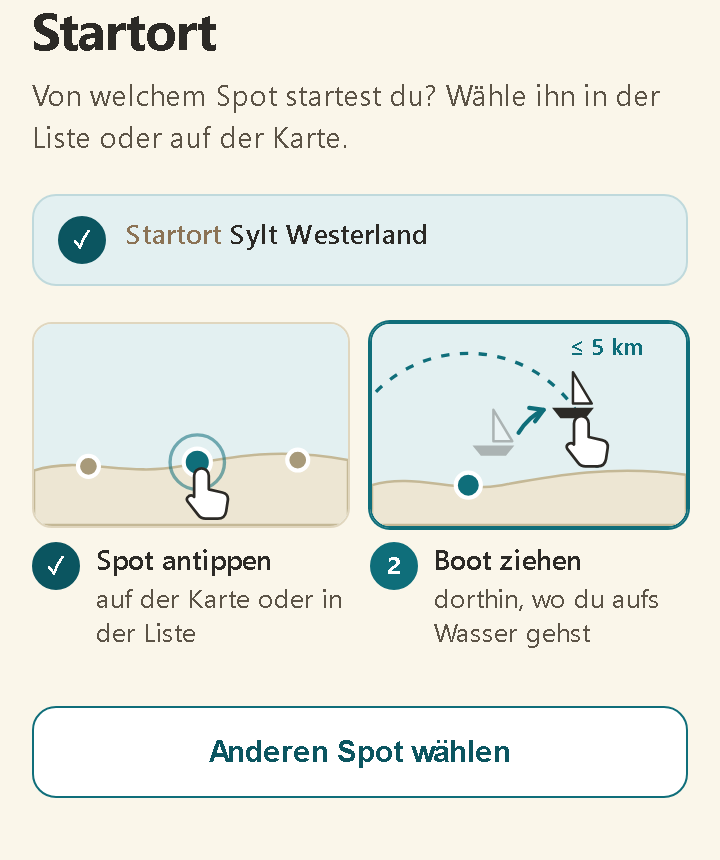 Startort
Von welchem Spot startest du? Wähle ihn in der
Liste oder auf der Karte.
Startort Sylt Westerland
≤ 5 km
Spot antippen
auf der Karte oder in
der Liste
2 Boot ziehen
dorthin, wo du aufs
Wasser gehst
Anderen Spot wählen